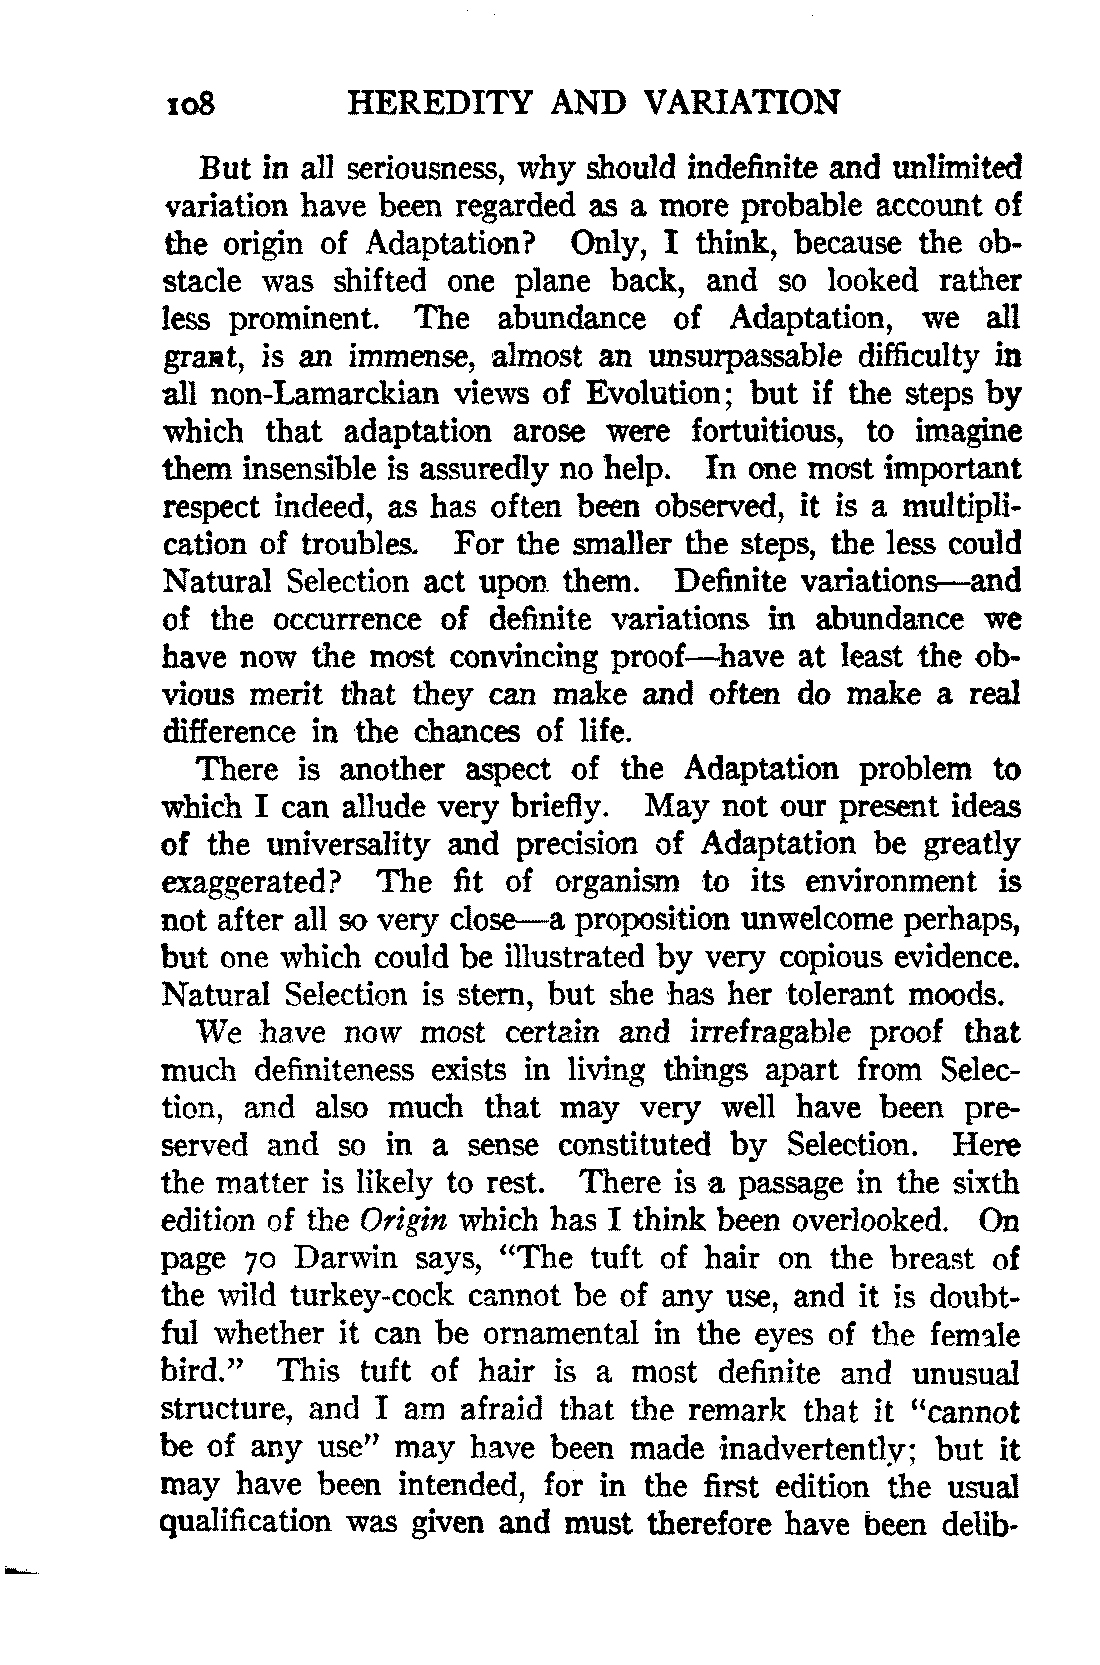 108 HEREDITY AND VARIATION
But in all seriousness, why should indefinite and unlimited
variation have been regarded as a more probable account of
the origin of Adaptation? Only, I think, because the ob-
stacle was shifted one plane back, and so looked rather
less prominent. The abundance of Adaptation, we all
grant, is an immense, almost an unsurpassable difficulty in
all non-Lamarckian views of Evolution; but if the steps by
which that adaptation arose were fortuitous, to imagine
them insensible is assuredly no help. In one most important
respect indeed, as has often been observed, it is a multipli-
cation of troubles. For the smaller the steps, the less could
Natural Selection act upon them. Definite variations—and
of the occurrence of definite variations in abundance we
have now the most convincing proof—have at least the ob-
vious merit that they can make and often do make a real
difference in the chances of life.
There is another aspect of the Adaptation problem to
which I can allude very briefly. May not our present ideas
of the universality and precision of Adaptation be greatly
exaggerated? The fit of organism to its environment is
not after all so very close—a proposition unwelcome perhaps,
but one which could be illustrated by very copious evidence.
Natural Selection is stern, but she has her tolerant moods.
We have now most certain and irrefragable proof that
much definiteness exists in living things apart from Selec-
tion, and also much that may very well have been pre-
served and so in a sense constituted by Selection. Here
the matter is likely to rest. There is a passage in the sixth
edition of the Origin which has I think been overlooked. On
page 70 Darwin says, “The tuft of hair on the breast of
the wild turkey-cock cannot be of any use, and it is doubt-
ful whether it can be ornamental in the eyes of the female
bird.” This tuft of hair is a most definite and unusual
structure, and I am afraid that the remark that it “cannot
be of any use” may have been made inadvertently; but it
may have been intended, for in the first edition the usual
qualification was given and must therefore have been delib-